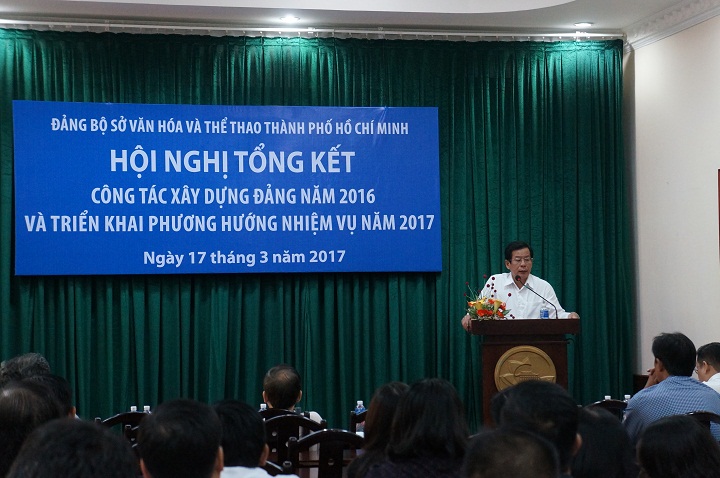 ĐẢNG BỘ SỞ VĂN HÓA VÀ THỂ THAO THÀNH PHỐ HỒ CHÍ MINH
HỘI NGHỊ TỔNG KẾT
CÔNG TÁC XÂY DỰNG ĐẢNG NĂM 2016
VÀ TRIỂN KHAI PHƯƠNG HƯỚNG NHIỆM VỤ NĂM 2017
Ngày 17 tháng 3 năm 2017